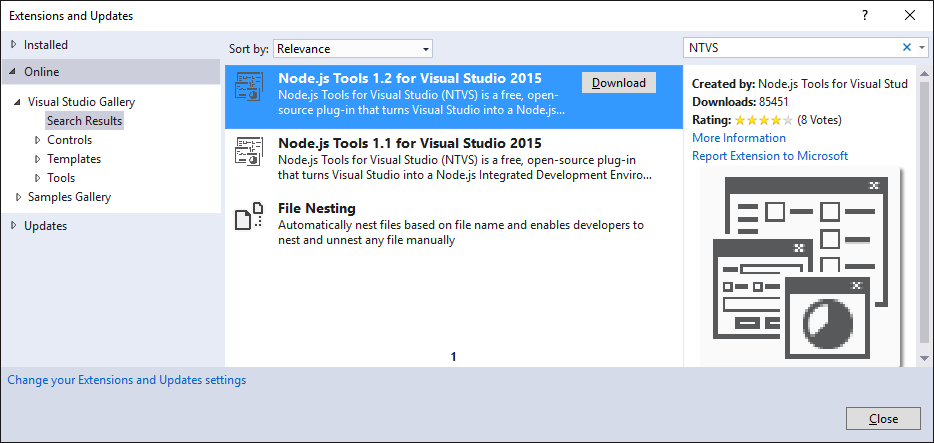 Extensions and Updates
Installed
Online
Visual Studio Gallery
Search Results
Controls
Templates
Tools
Samples Gallery
Updates
Sort by: Relevance
Node.js Tools 1.2 for Visual Studio 2015
Download
Node.js Tools for Visual Studio (NTVS) is a free, open-
source plug-in that turns Visual Studio into a Node.js...
Node.js Tools 1.1 for Visual Studio 2015
Node.js Tools for Visual Studio (NTVS) is a free, open-source plug-in
that turns Visual Studio into a Node.js Integrated Development Enviro...
File Nesting
Automatically nest files based on file name and enables developers to
nest and unnest any file manually
1
NTVS
Created by: Node.js Tools for Visual Stud
Downloads: 85451
Rating: (8 Votes)
More Information
Report Extension to Microsoft
Change your Extensions and Updates settings
Close